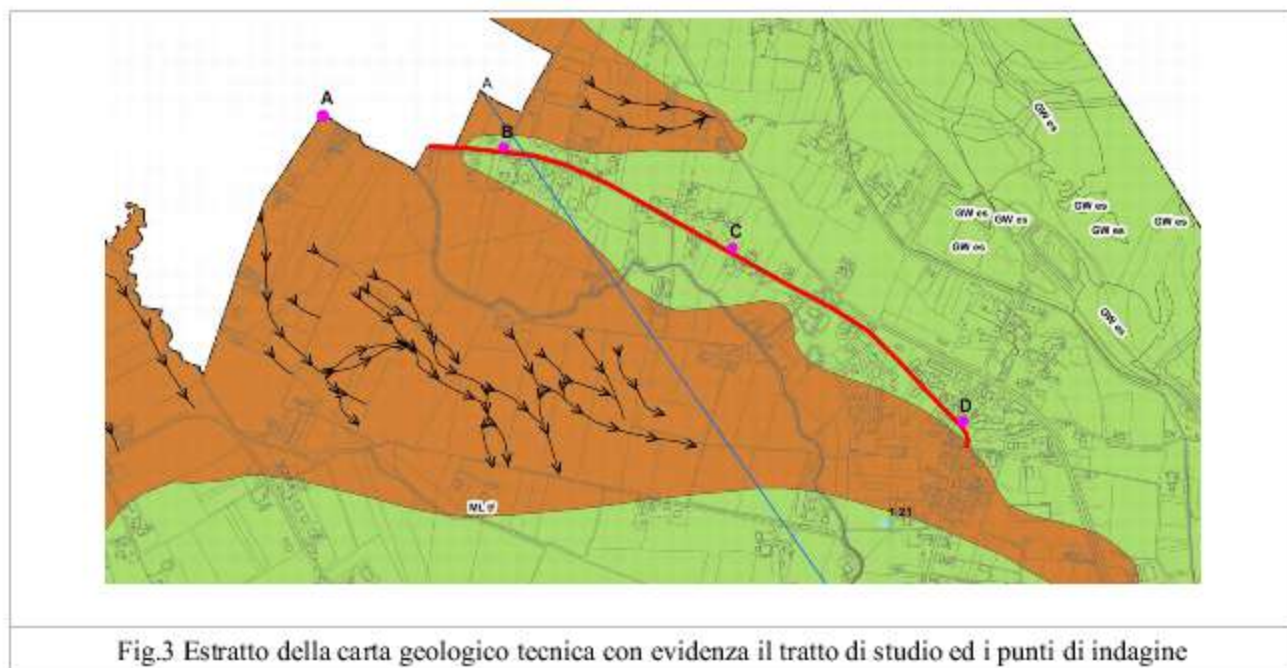 A
A
B
GW es
C
GW es
GW es
GW es
GW es
GW es
GW es
GW es
D
ML tf
1:21
Fig.3 Estratto della carta geologico tecnica con evidenza il tratto di studio ed i punti di indagine